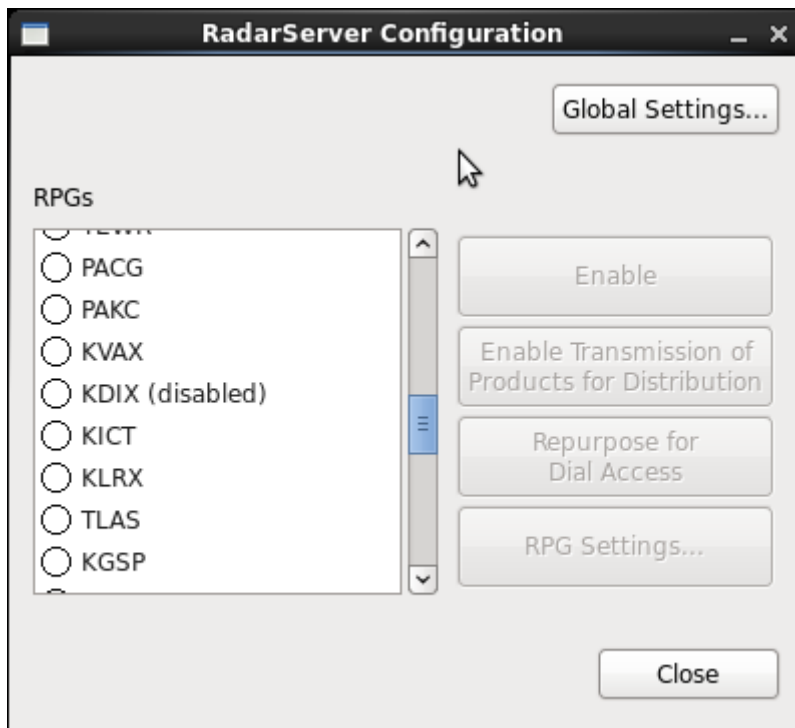 RadarServer Configuration
Global Settings...
RPGs
PACG
PAKC
KVAX
KDIX (disabled)
KICT
KLRX
TLAS
KGSP
Enable
Enable Transmission of
Products for Distribution
Repurpose for
Dial Access
RPG Settings...
Close